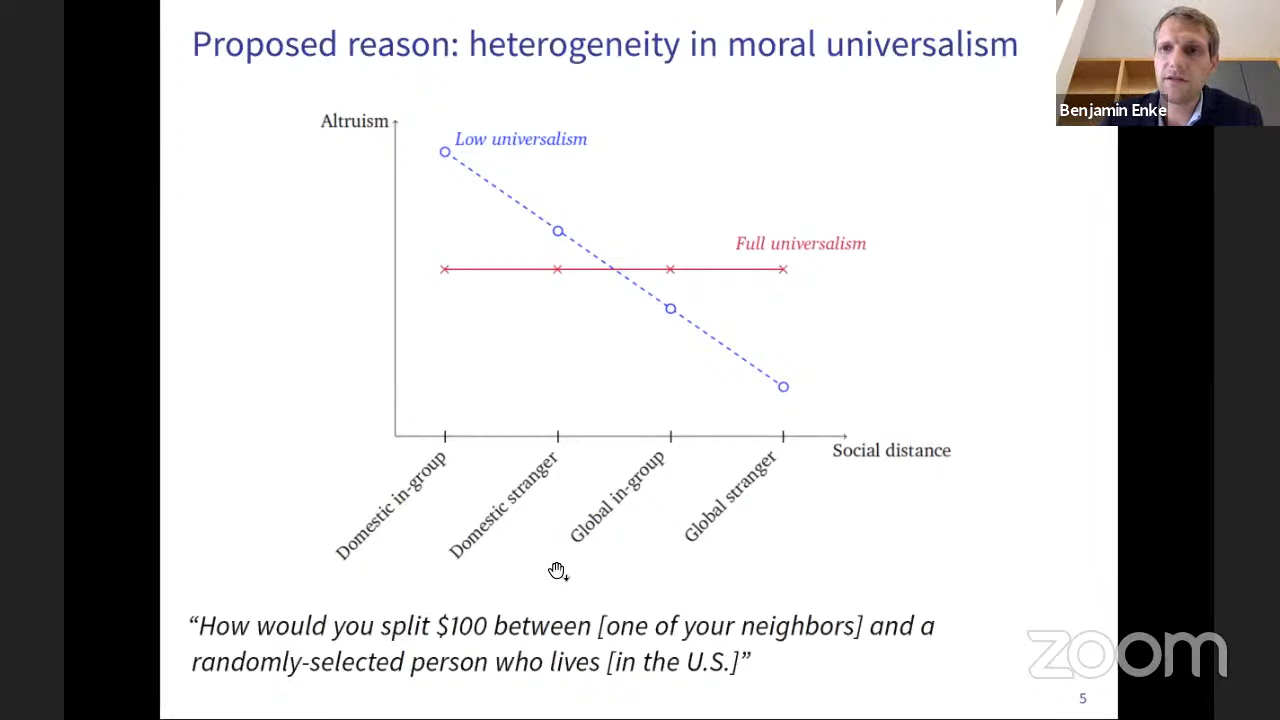 Proposed reason: heterogeneity in moral universalism
Benjamin Enke
Altruism
Low universalism
Full universalism
Social distance
Domestic in-group
Domestic stranger
Global in-group
Global stranger
“How would you split $100 between [one of your neighbors] and a
randomly-selected person who lives [in the U.S.]”
zoom
5